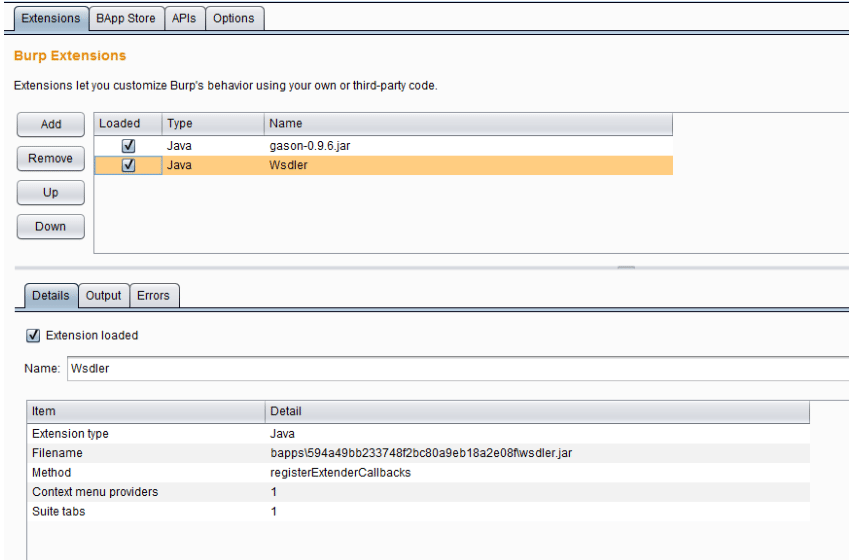 Extensions BApp Store APIs Options
Burp Extensions
Extensions let you customize Burp's behavior using your own or third-party code.
Add Loaded Type Name
Java gason-0.9.6.jar
Remove Java Wsdler
Up
Down
Details Output Errors
Extension loaded
Name: Wsdler
Item Detail
Extension type Java
Filename bapps\594a49bb233748f2bc80a9eb18a2e08f\wsdler.jar
Method registerExtenderCallbacks
Context menu providers 1
Suite tabs 1